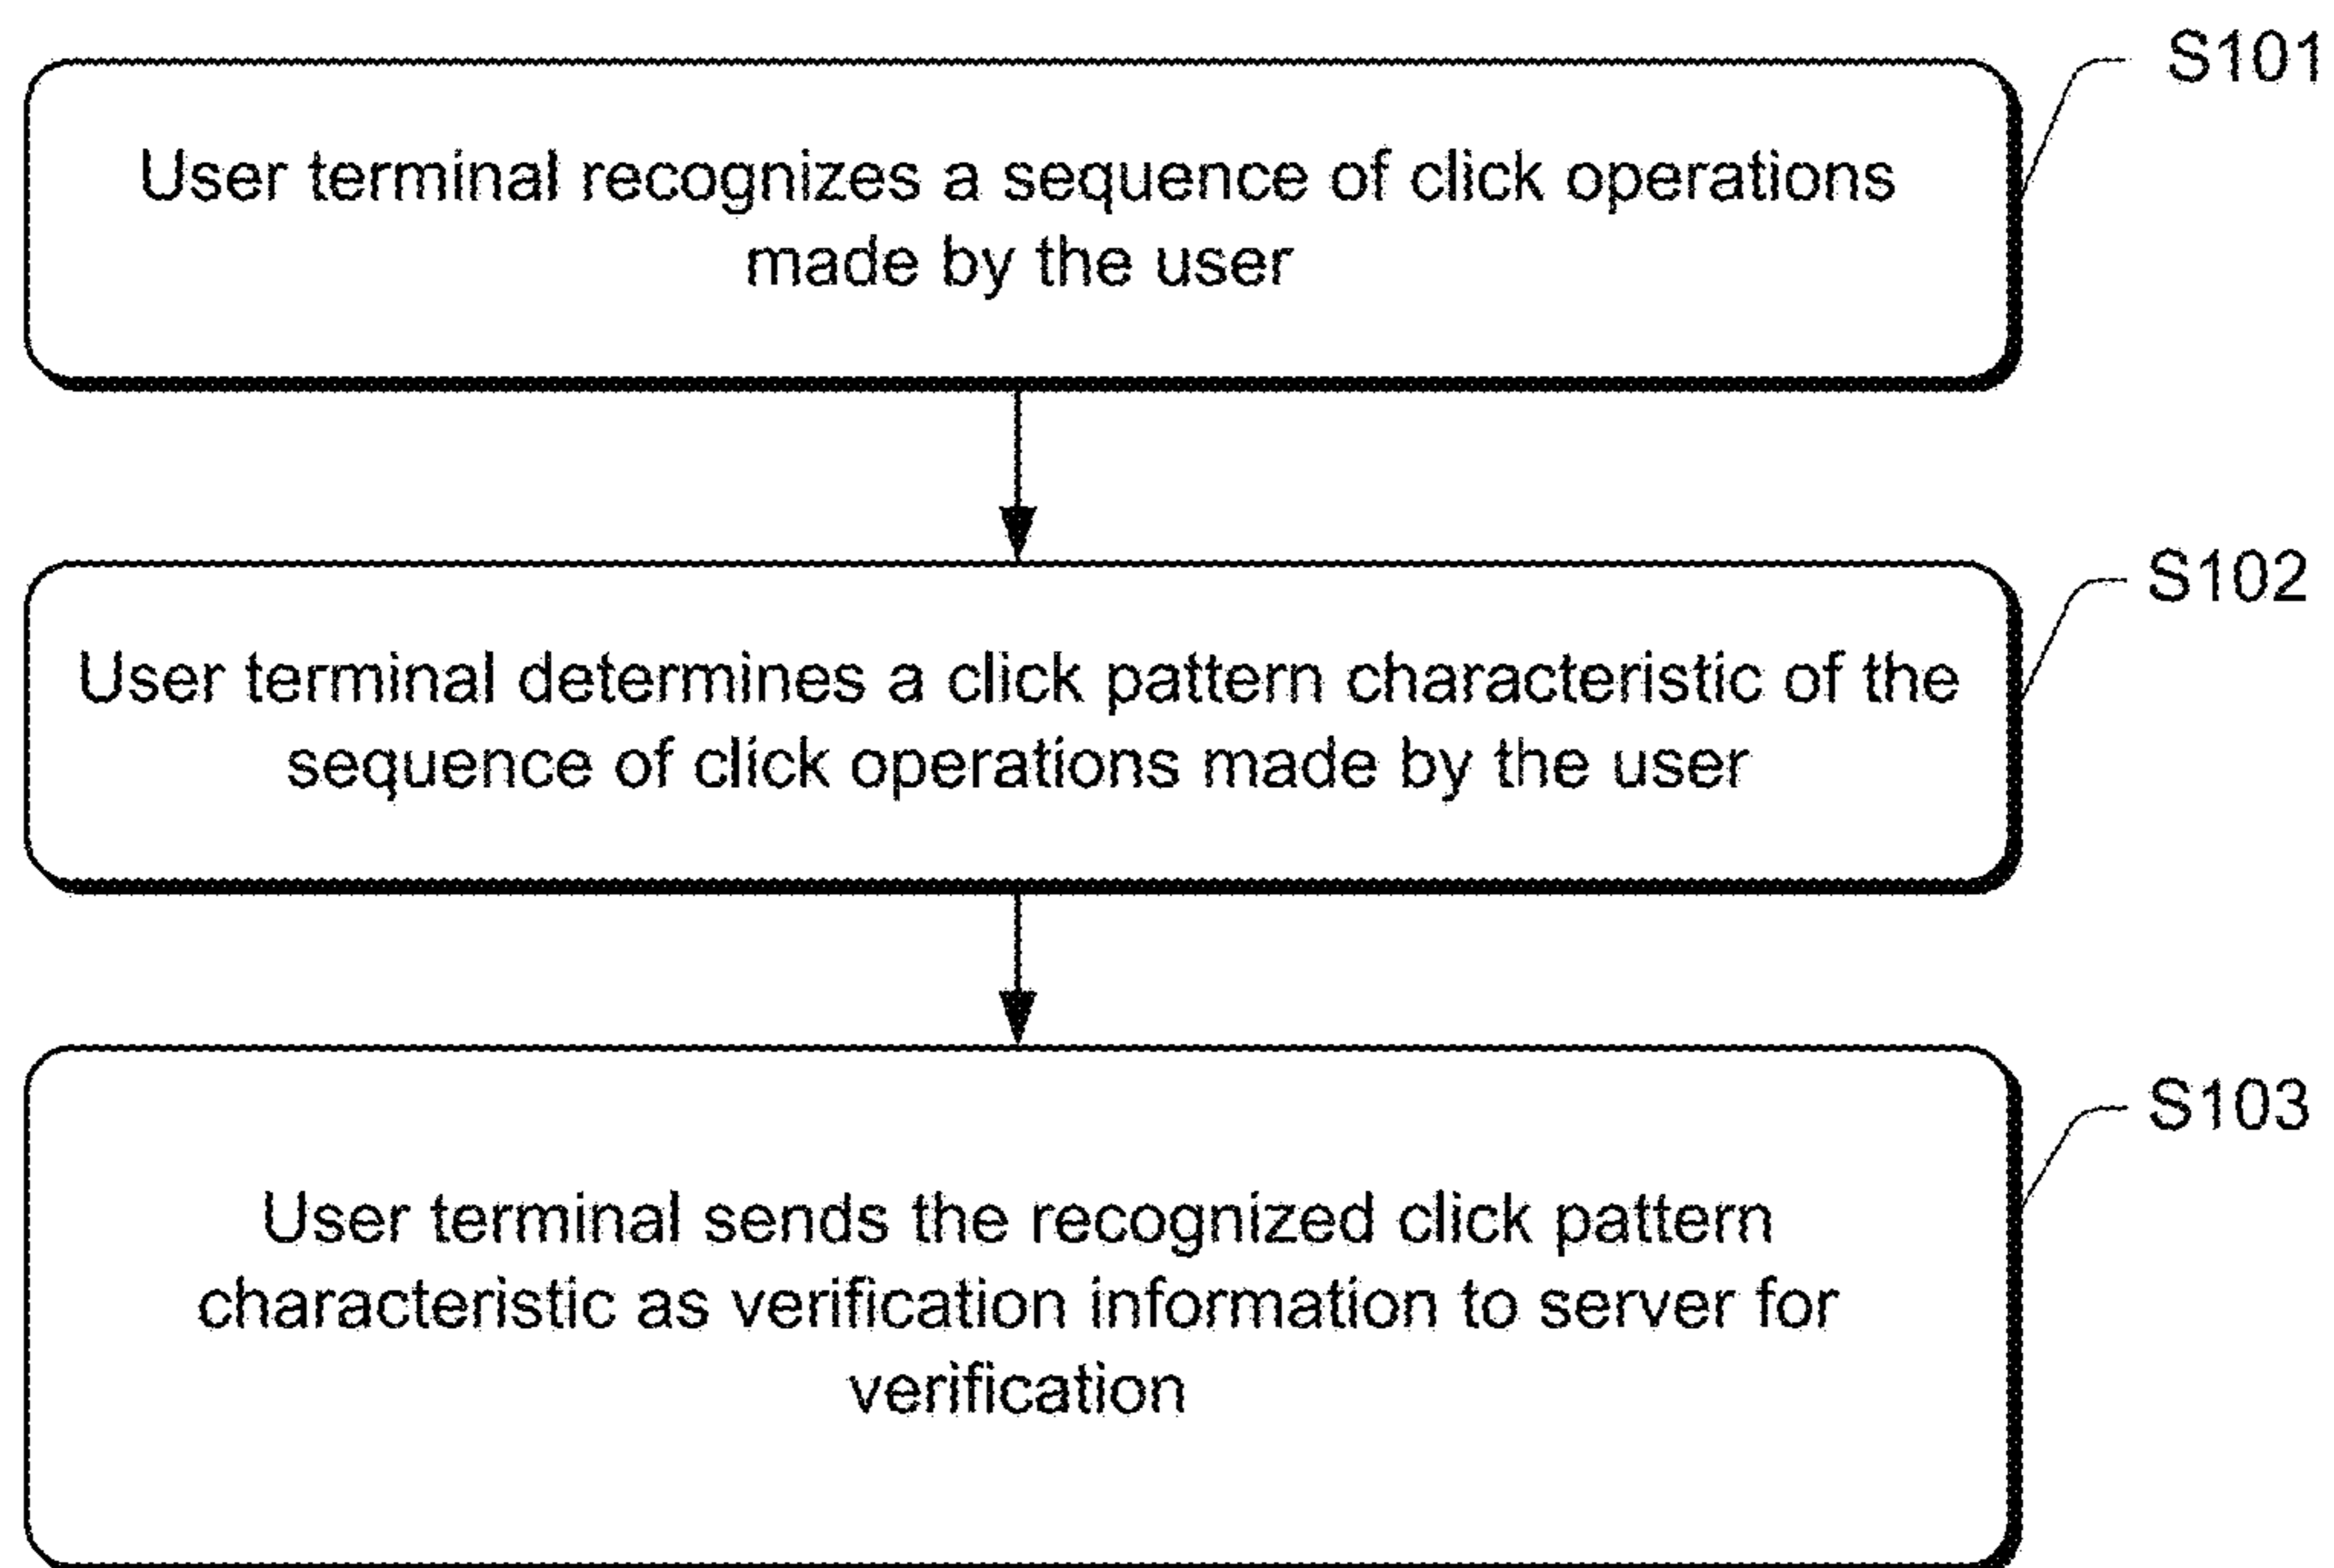 S101
User terminal recognizes a sequence of click operations
made by the user
S102
User terminal determines a click pattern characteristic of the
sequence of click operations made by the user
S103
User terminal sends the recognized click pattern
characteristic as verification information to server for
verification